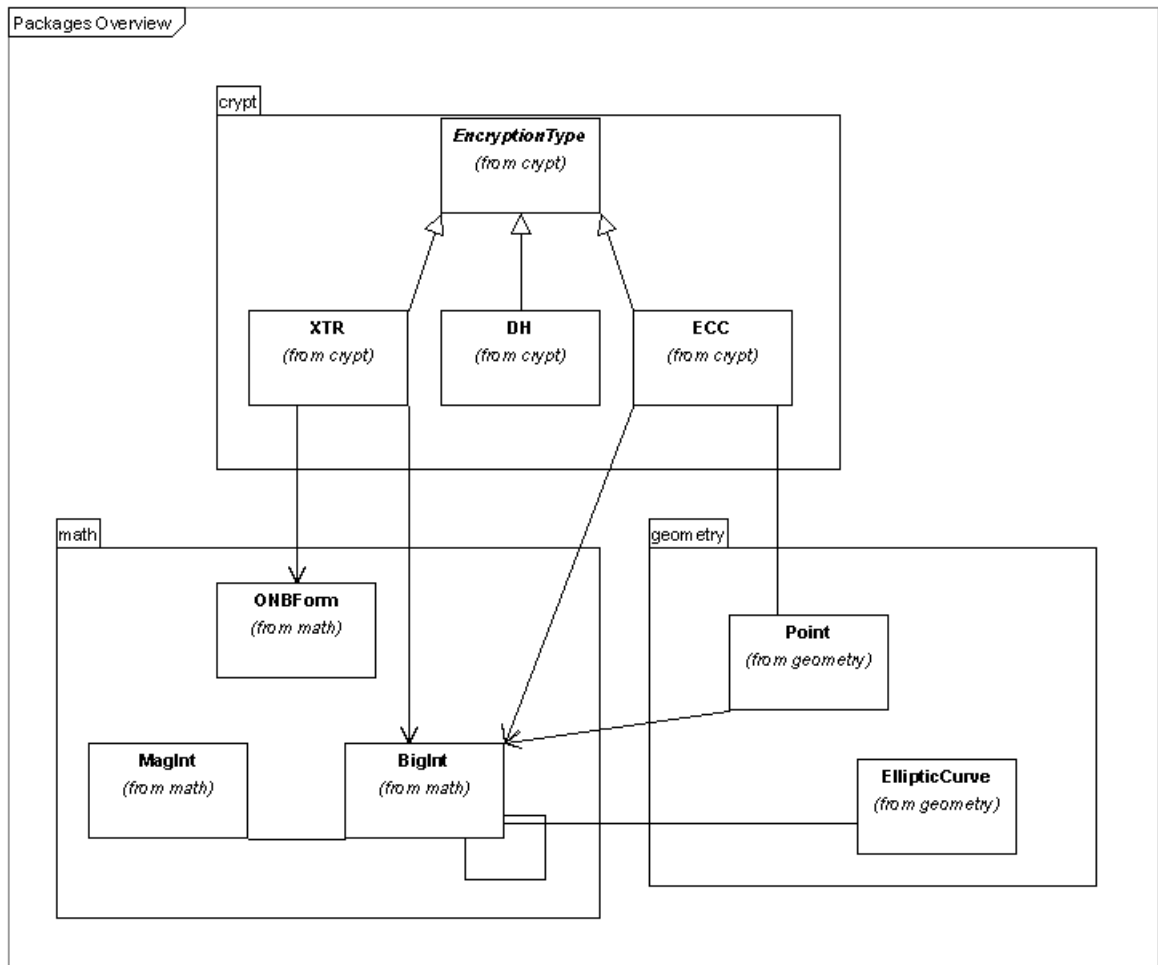 Packages Overview
crypt
EncryptionType
(from crypt)
XTR
(from crypt)
DH
(from crypt)
ECC
(from crypt)
math
geometry
ONBForm
(from math)
Point
(from geometry)
MagInt
(from math)
BigInt
(from math)
EllipticCurve
(from geometry)